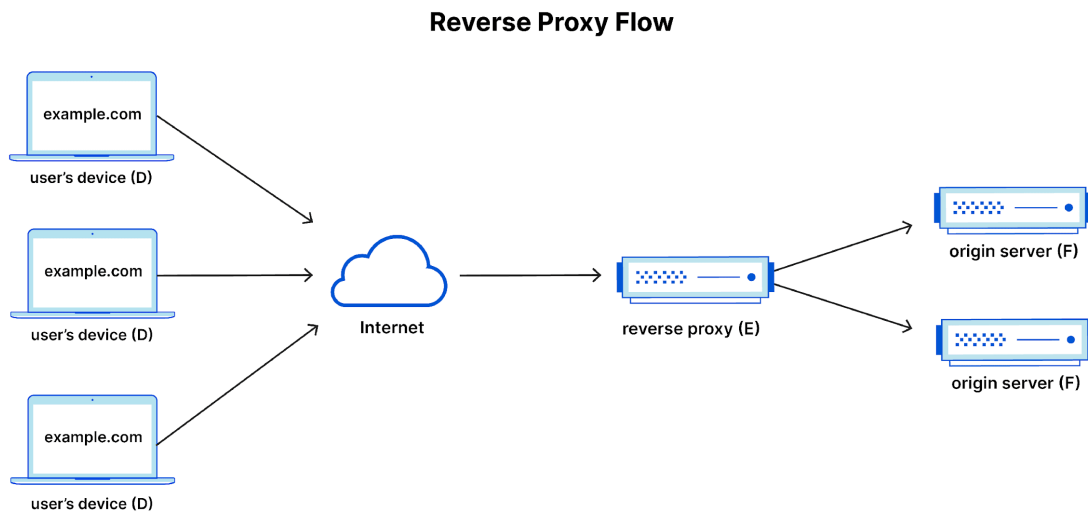 Reverse Proxy Flow
example.com
user's device (D)
example.com
user's device (D)
example.com
user's device (D)
Internet
reverse proxy (E)
origin server (F)
origin server (F)